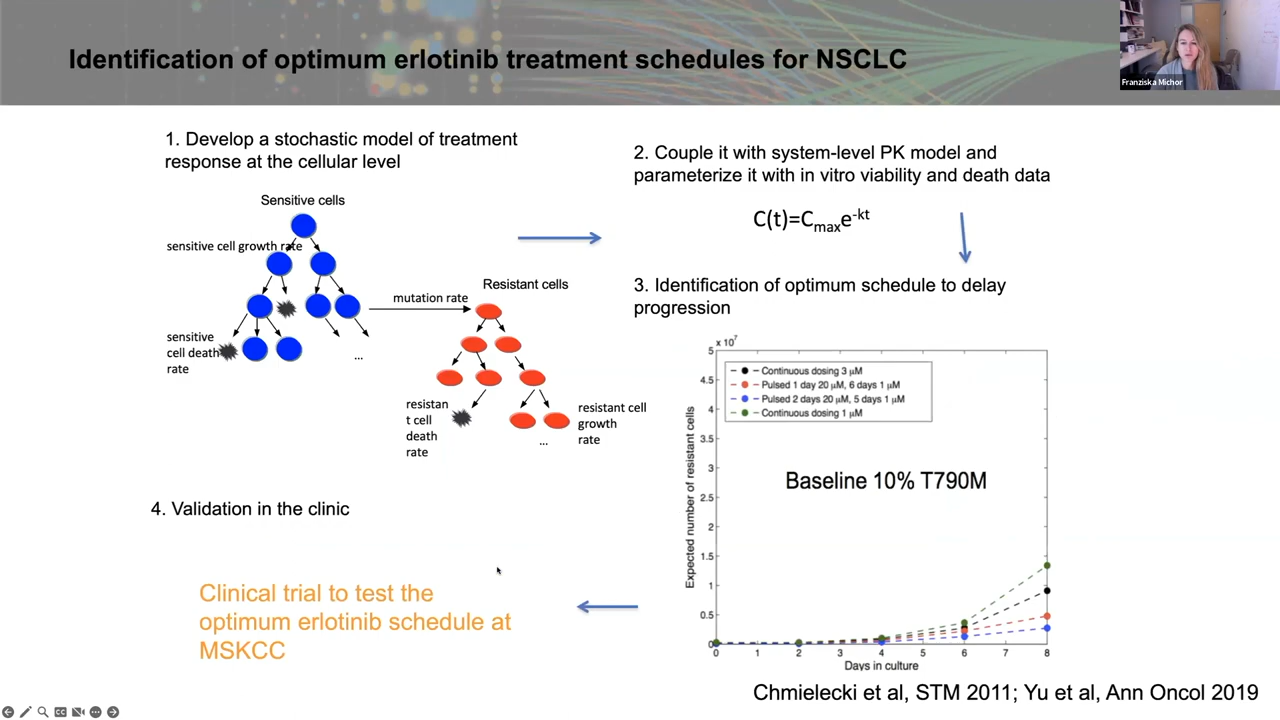 Identification of optimum erlotinib treatment schedules for NSCLC
Franziska Michor
1. Develop a stochastic model of treatment
response at the cellular level
Sensitive cells
sensitive cell growth rate
mutation rate
Resistant cells
sensitive
cell death
rate
...
resistan
t cell
death
rate
...
resistant cell
growth
rate
2. Couple it with system-level PK model and
parameterize it with in vitro viability and death data
C(t)=Cmaxe-kt
3. Identification of optimum schedule to delay
progression
x 10^7
Continuous dosing 3 μM
Pulsed 1 day 20 μM, 6 days 1 μM
Pulsed 2 days 20 μM, 5 days 1 μM
Continuous dosing 1 μM
Baseline 10% T790M
Expected number of resistant cells
5
4.5
4
3.5
3
2.5
2
1.5
1
0.5
0
0 1 2 3 4 5 6 7 8
Days in culture
4. Validation in the clinic
Clinical trial to test the
optimum erlotinib schedule at
MSKCC
Chmielecki et al, STM 2011; Yu et al, Ann Oncol 2019
CC